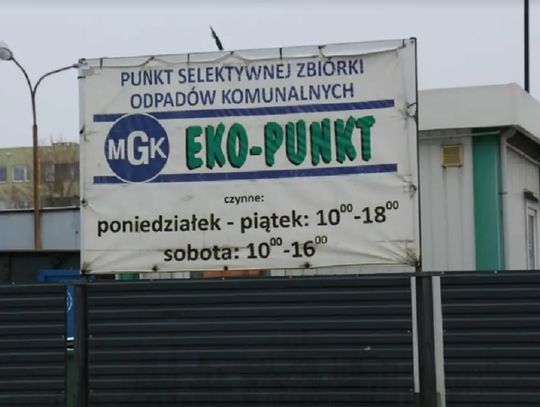 PUNKT SELEKTYWNEJ ZBIÓRKI
ODPADÓW KOMUNALNYCH
MGK EKO-PUNKT
czynne:
poniedziałek - piątek: 10⁰⁰-18⁰⁰
sobota: 10⁰⁰-16⁰⁰